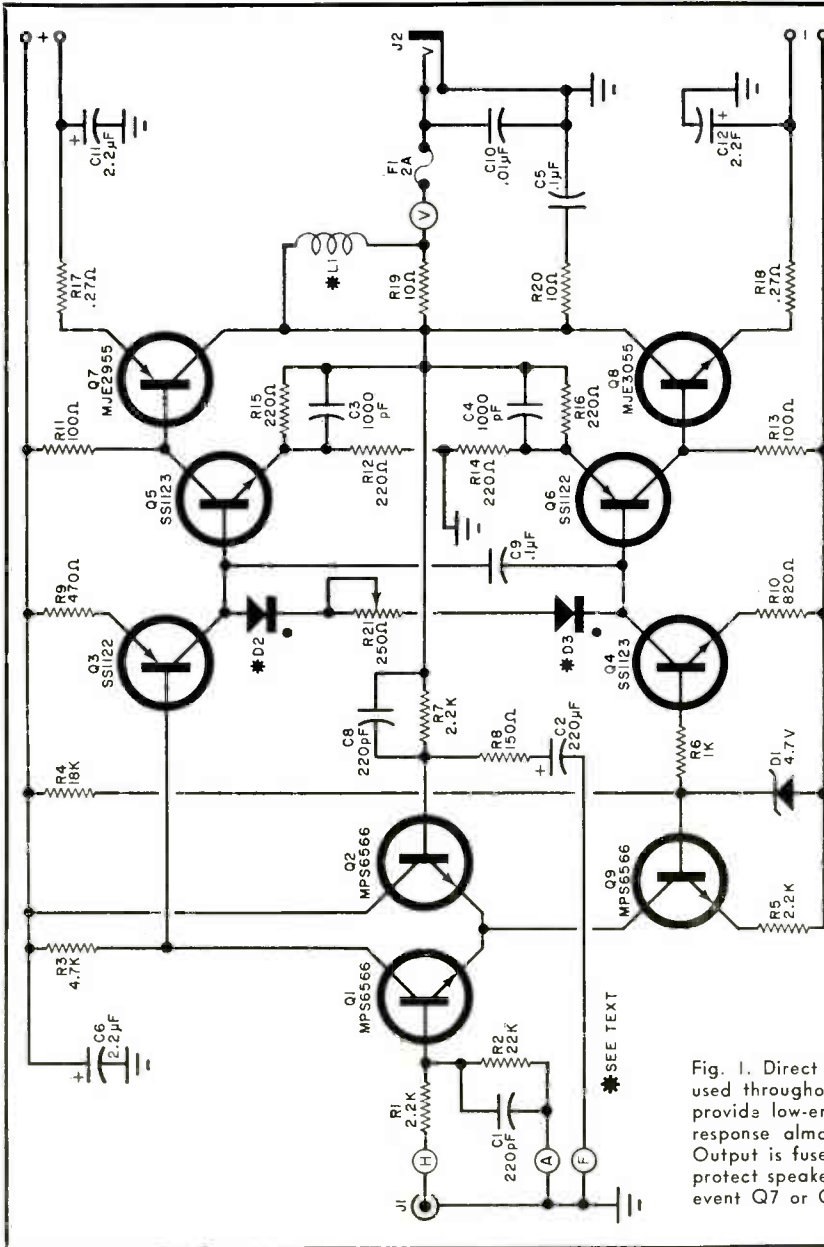 +
C11
2.2µF
+
J2
V
F1
2A
V
C10
.01µF
C5
.1µF
C12
2.2F
+
–
R17
.27Ω
✱L1
R19
10Ω
R20
10Ω
R18
.27Ω
Q7
MJE2955
R11
100Ω
R15
220Ω
C3
1000
pF
C4
1000
pF
R16
220Ω
Q8
MJE3055
Q5
SS1123
R12
220Ω
R14
220Ω
Q6
SS1122
R13
100Ω
C9
.1µF
R9
470Ω
Q3
SS1122
✱D2
R21
250Ω
✱D3
Q4
SS1123
R10
820Ω
R4
18K
C8
220pF
R7
2.2K
R8
150Ω
+
C2
220µF
R6
1K
D1
4.7V
Q2
MPS6566
Q9
MPS6566
R5
2.2K
R3
4.7K
Q1
MPS6566
+
C6
2.2µF
R1
2.2K
R2
22K
C1
220pF
✱SEE TEXT
J1
H
A
F
Fig. 1. Direct
used througho
provide low-er
response almo
Output is fuse
protect speake
event Q7 or